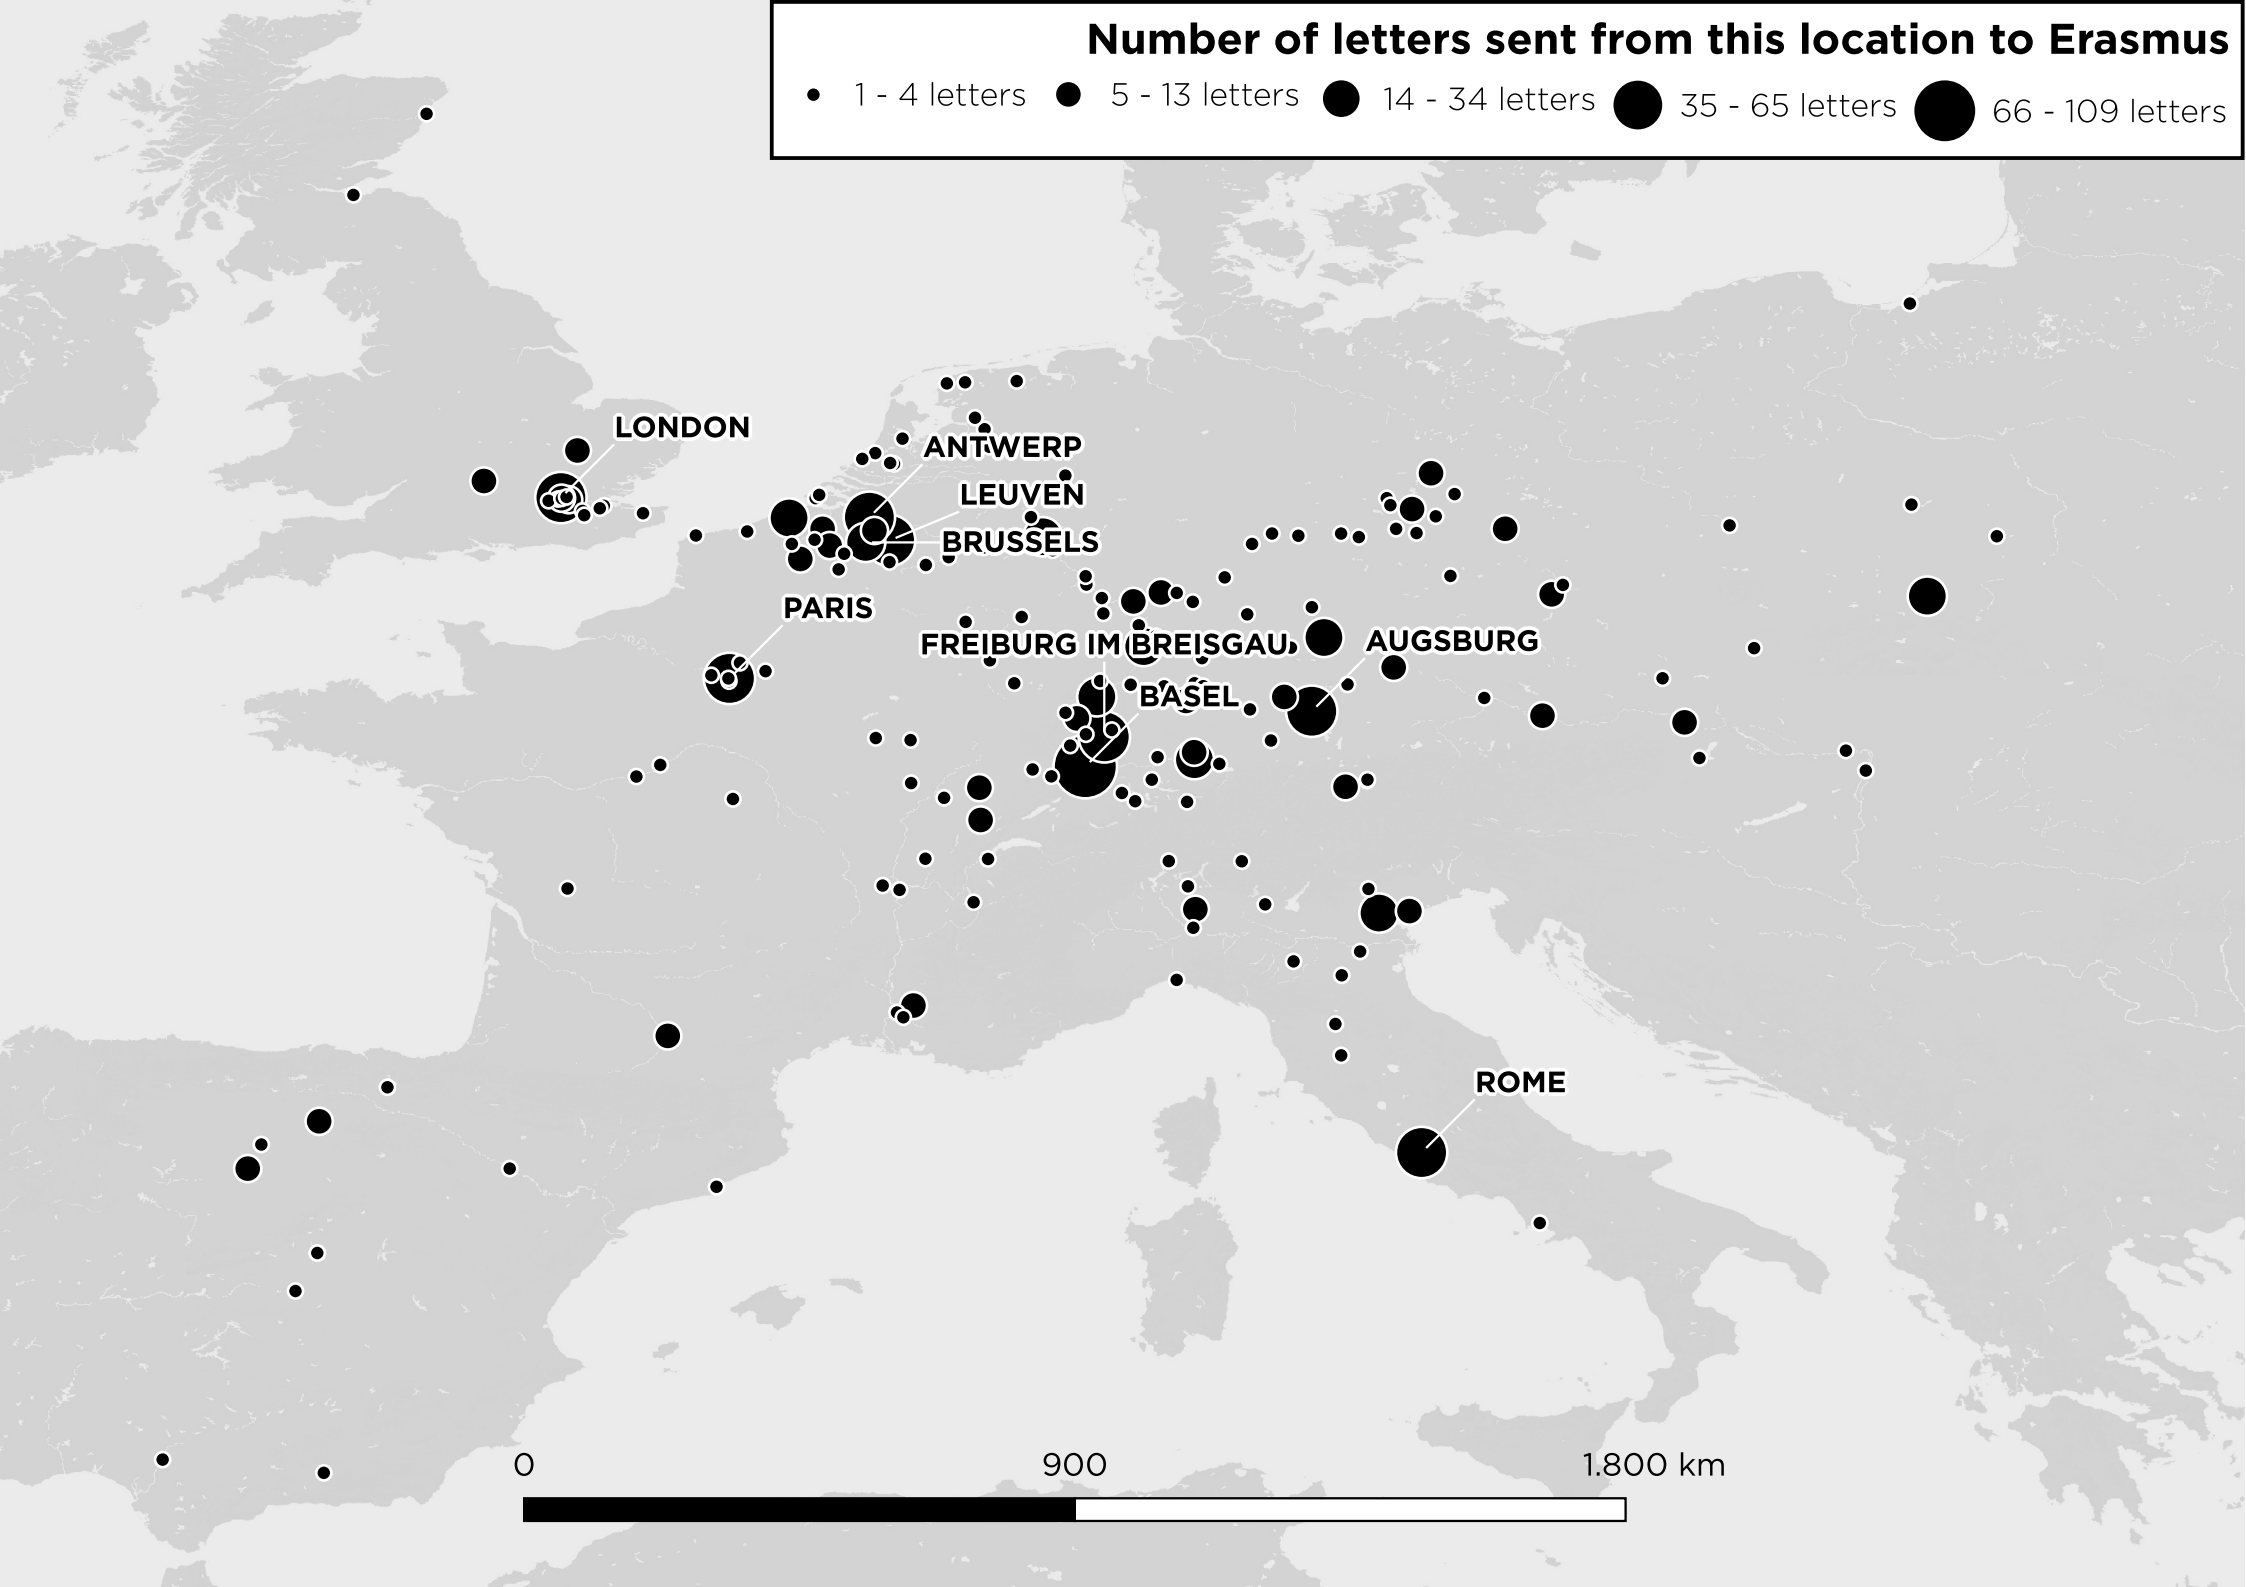 Number of letters sent from this location to Erasmus
1 - 4 letters 5 - 13 letters 14 - 34 letters 35 - 65 letters 66 - 109 letters
LONDON
ANTWERP
LEUVEN
BRUSSELS
PARIS
FREIBURG IM BREISGAU
AUGSBURG
BASEL
ROME
0 900 1.800 km